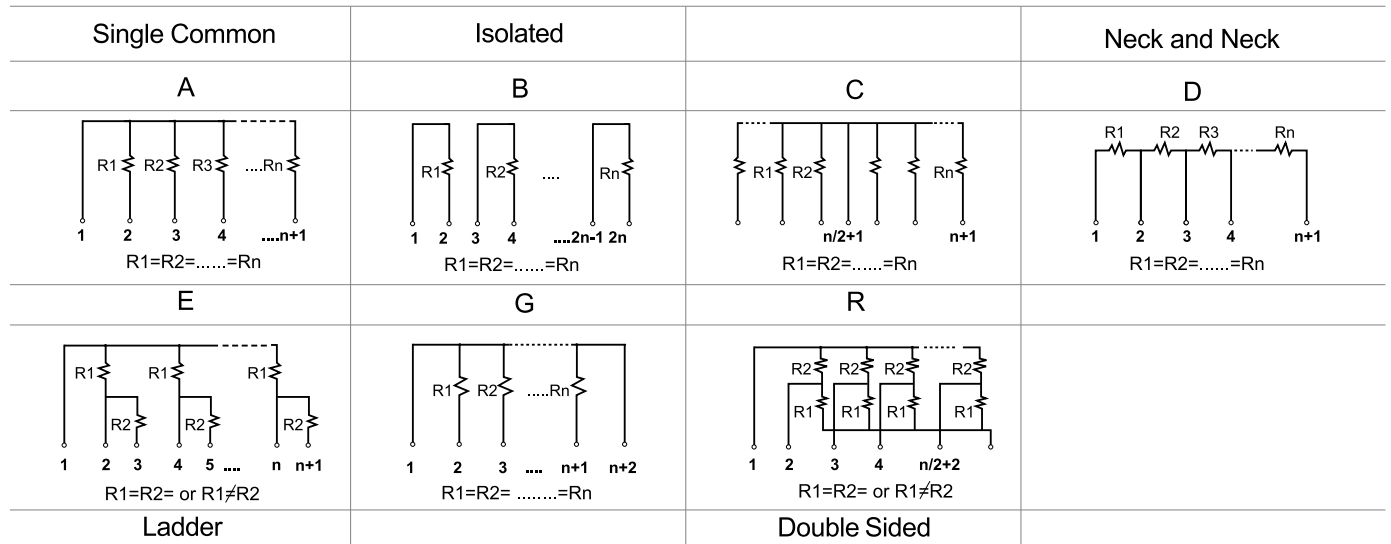 Single Common Isolated Neck and Neck
A B C D
R1 R2 R3 ....Rn
1 2 3 4 ....n+1
R1=R2=......=Rn
R1 R2 .... Rn
1 2 3 4 ....2n-1 2n
R1=R2=......=Rn
R1 R2 Rn
n/2+1 n+1
R1=R2=......=Rn
R1 R2 R3 Rn
1 2 3 4 n+1
R1=R2=......=Rn
E G R
R1 R1 R1
R2 R2 R2
1 2 3 4 5 .... n n+1
R1=R2= or R1≠R2
R1 R2 .....Rn
1 2 3 .... n+1 n+2
R1=R2= ........=Rn
R2 R2 R2 R2
R1 R1 R1 R1
1 2 3 4 n/2+2
R1=R2= or R1≠R2
Ladder Double Sided